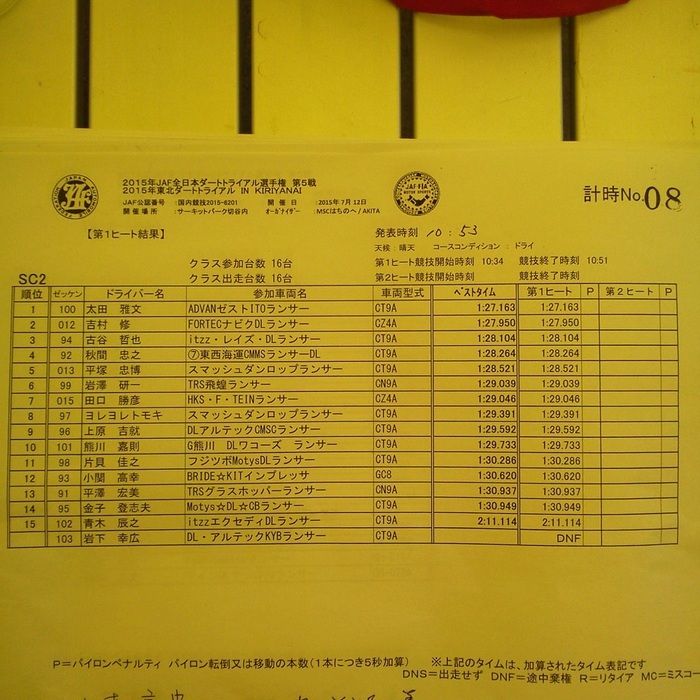 2015年JAF全日本ダートトライアル選手権 第5戦
2015年東北ダートトライアル IN KIRIYANAI
JAF公認番号 : 国内競技2015-6201 開催日 : 2015年 7月 12日
開催場所 : サーキットパーク切谷内 オーガナイザー : MSCはちのへ / AKITA
計時No.08
【第1ヒート結果】
発表時刻 10 : 53
天候 : 晴天 コースコンディション : ドライ
クラス参加台数 16台 第1ヒート競技開始時刻 10:34 競技終了時刻 10:51
クラス出走台数 16台 第2ヒート競技開始時刻 競技終了時刻
SC2
順位 ゼッケン ドライバー名 参加車両名 車両型式 ベストタイム 第1ヒート P 第2ヒート P
1 100 太田 雅文 ADVANゼストITOランサー CT9A 1:27.163 1:27.163
2 012 吉村 修 FORTECナビクDLランサー CZ4A 1:27.950 1:27.950
3 94 古谷 哲也 itzz・レイズ・DLランサー CT9A 1:28.104 1:28.104
4 92 秋間 忠之 ⑦東西海運CMMSランサーDL CT9A 1:28.264 1:28.264
5 013 平塚 忠博 スマッシュダンロップランサー CT9A 1:28.521 1:28.521
6 99 岩澤 研一 TRS飛蝗ランサー CN9A 1:29.039 1:29.039
7 015 田口 勝彦 HKS・F・TEINランサー CZ4A 1:29.046 1:29.046
8 97 ヨレヨレトモキ スマッシュダンロップランサー CT9A 1:29.391 1:29.391
9 96 上原 吉就 DLアルテックCMSCランサー CT9A 1:29.592 1:29.592
10 101 熊川 嘉則 G熊川 DLワコーズ ランサー CT9A 1:29.733 1:29.733
11 98 片貝 佳之 フジツボMotysDLランサー CT9A 1:30.286 1:30.286
12 93 小関 高幸 BRIDE☆KITインプレッサ GC8 1:30.620 1:30.620
13 91 平澤 宏美 TRSグラスホッパーランサー CN9A 1:30.937 1:30.937
14 95 金子 登志夫 Motys☆DL☆CBランサー CT9A 1:30.949 1:30.949
15 102 青木 辰之 itzzエクセディDLランサー CT9A 2:11.114 2:11.114
103 岩下 幸広 DL・アルテックKYBランサー CT9A DNF
P=パイロンペナルティ パイロン転倒又は移動の本数(1本につき5秒加算) ※上記のタイムは、加算されたタイム表記です
DNS=出走せず DNF=途中棄権 R=リタイア MC=ミスコー